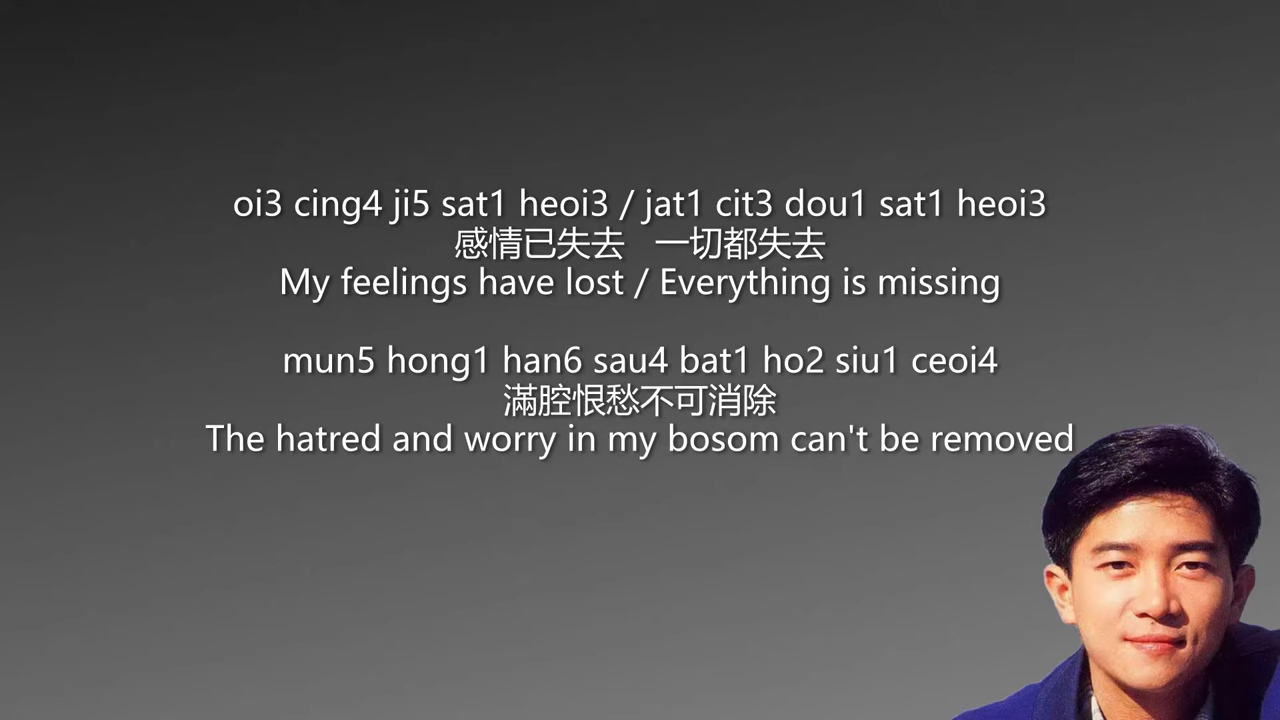 oi3 cing4 ji5 sat1 heoi3 / jat1 cit3 dou1 sat1 heoi3
感情已失去　一切都失去
My feelings have lost / Everything is missing
mun5 hong1 han6 sau4 bat1 ho2 siu1 ceoi4
滿腔恨愁不可消除
The hatred and worry in my bosom can't be removed